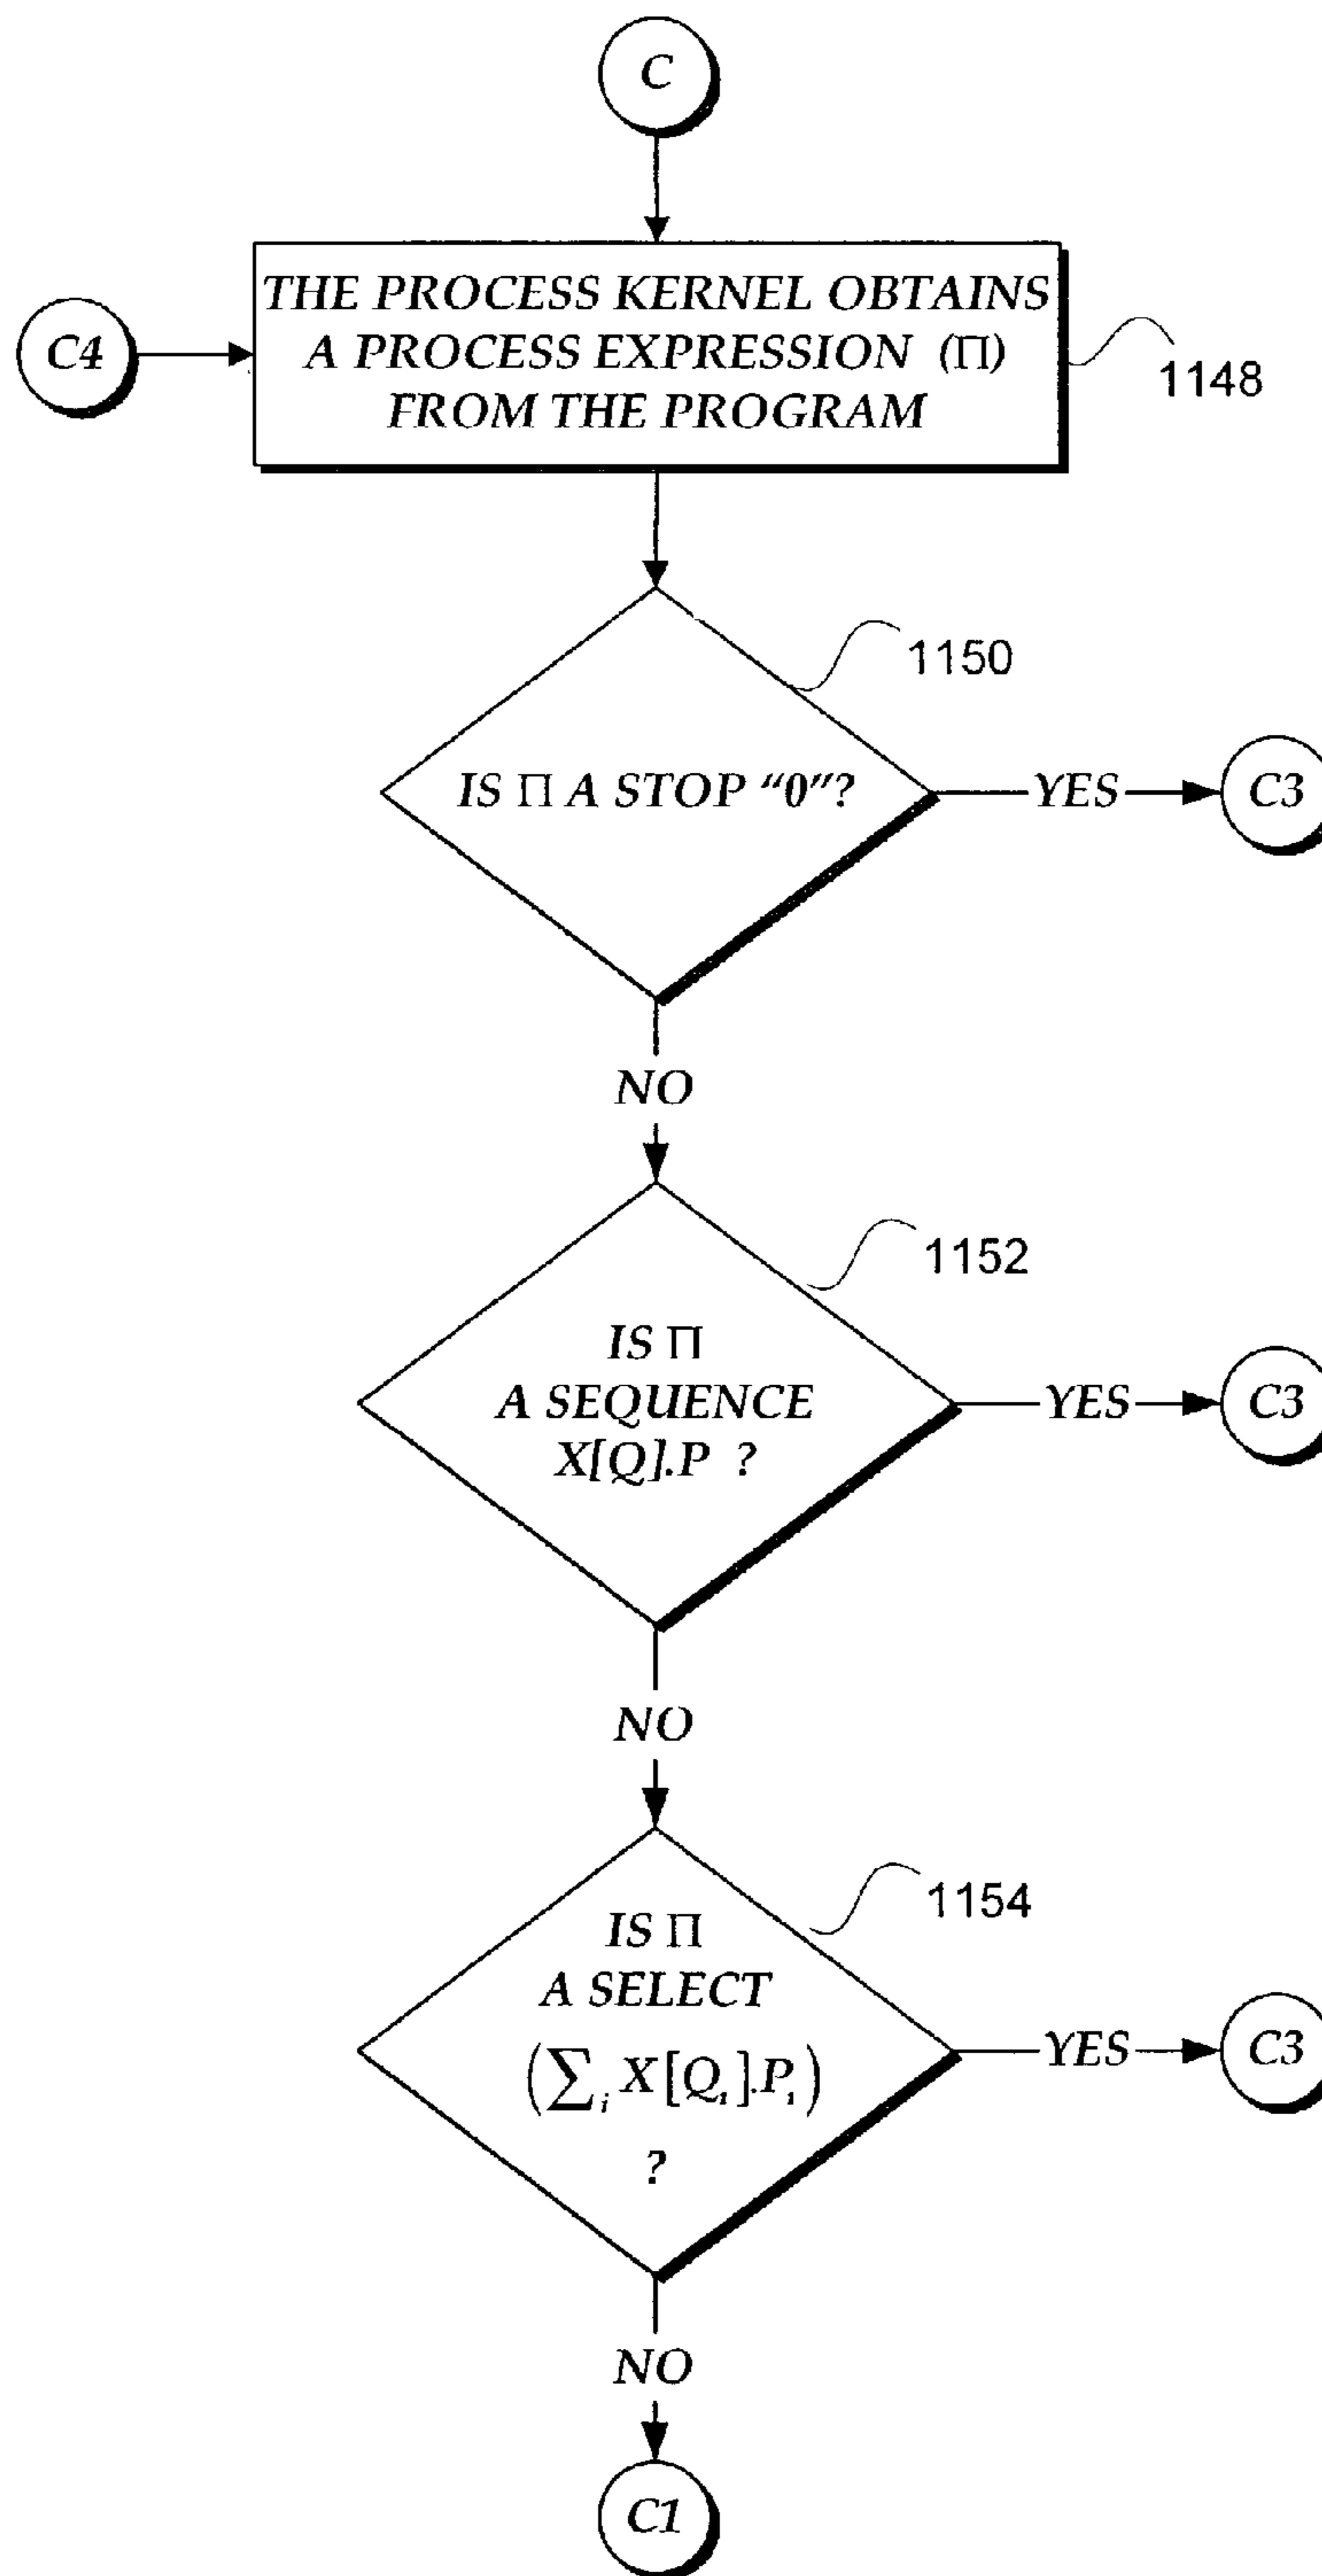 C
THE PROCESS KERNEL OBTAINS
A PROCESS EXPRESSION (Π)
FROM THE PROGRAM
C4
1148
1150
IS Π A STOP “0”?
YES
C3
NO
1152
IS Π
A SEQUENCE
X[Q].P ?
YES
C3
NO
1154
IS Π
A SELECT
(∑i X[Qi].Pi)
?
YES
C3
NO
C1